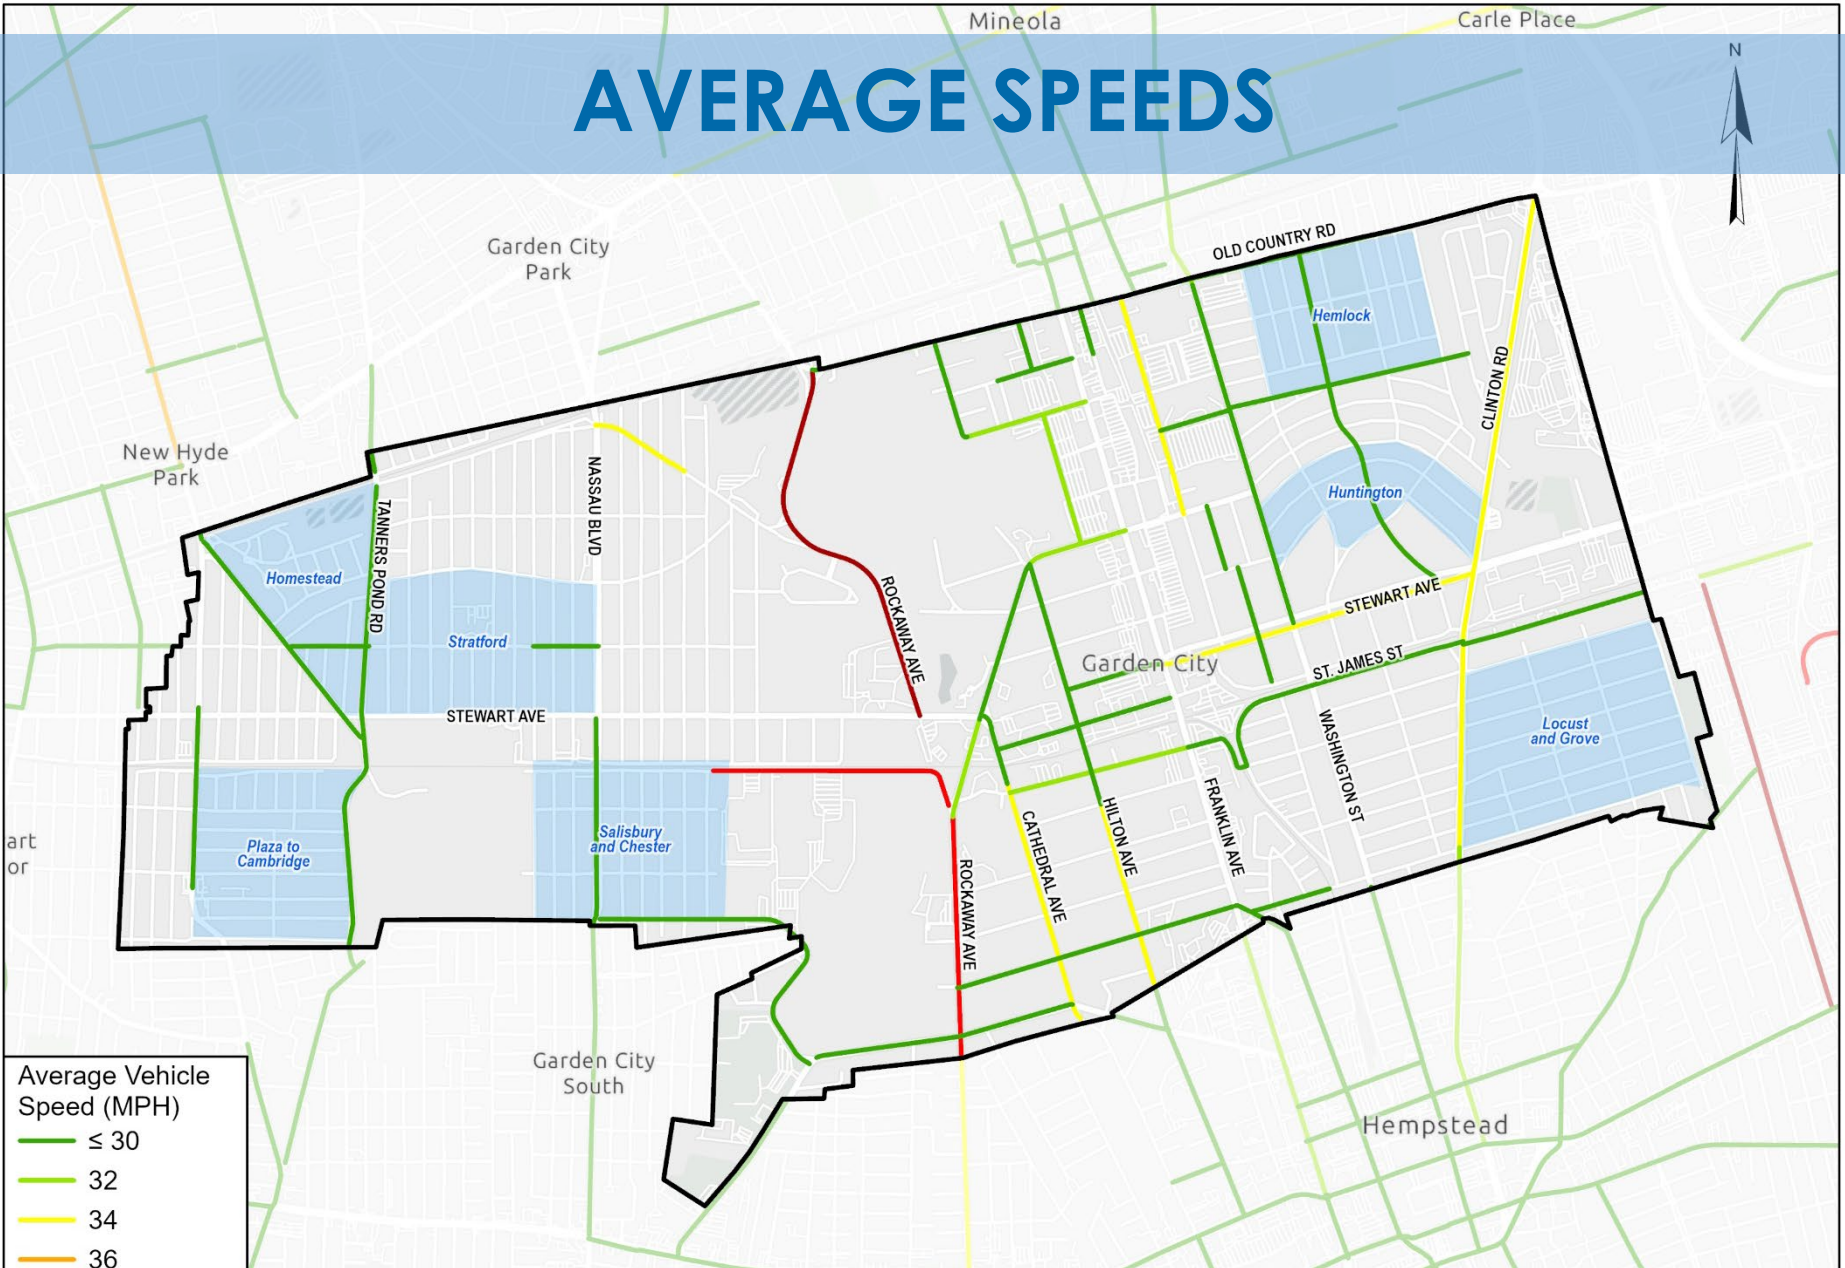 Mineola
Carle Place
AVERAGE SPEEDS
N
OLD COUNTRY RD
Garden City
Park
Hemlock
CLINTON RD
New Hyde
Park
NASSAU BLVD
TANNERS POND RD
Huntington
Homestead
ROCKAWAY AVE
STEWART AVE
Stratford
Garden City
ST. JAMES ST
STEWART AVE
WASHINGTON ST
Locust
and Grove
FRANKLIN AVE
HILTON AVE
CATHEDRAL AVE
art
or
Plaza to
Cambridge
Salisbury
and Chester
ROCKAWAY AVE
Garden City
South
Hempstead
Average Vehicle
Speed (MPH)
≤ 30
32
34
36